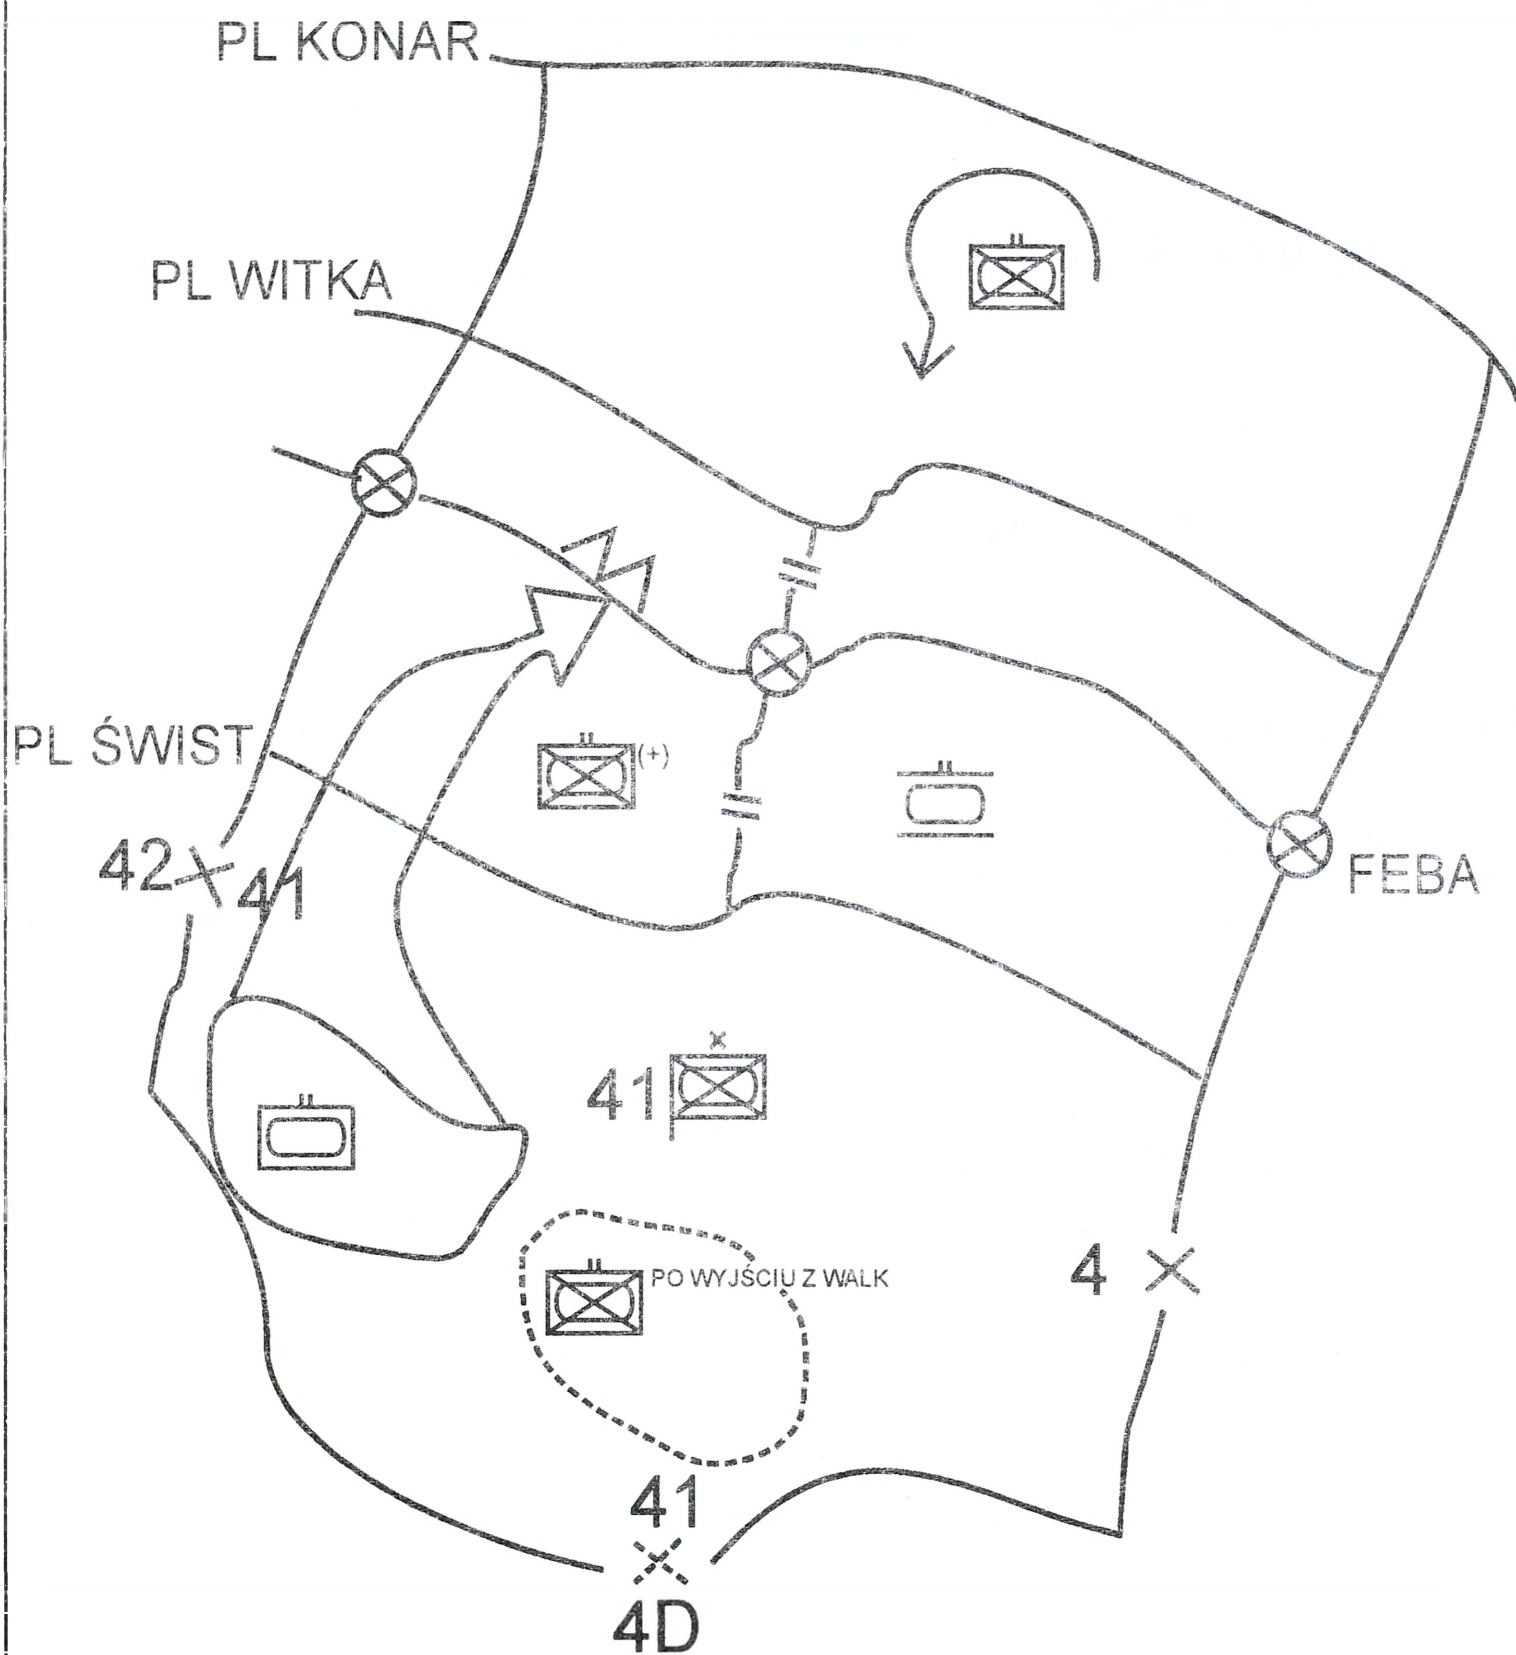 PL KONAR
PL WITKA
PL ŚWIST
(+)
42
41
FEBA
41
4
PO WYJŚCIU Z WALK
41
4D